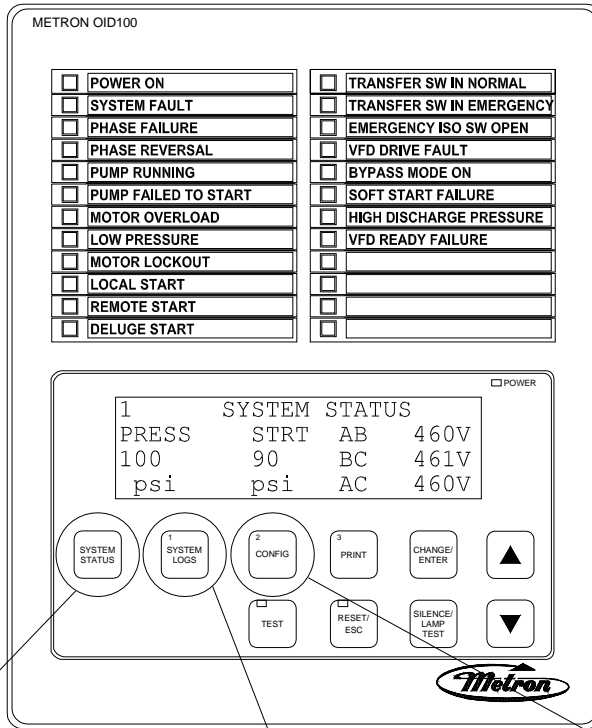 METRON OID100
POWER ON
SYSTEM FAULT
PHASE FAILURE
PHASE REVERSAL
PUMP RUNNING
PUMP FAILED TO START
MOTOR OVERLOAD
LOW PRESSURE
MOTOR LOCKOUT
LOCAL START
REMOTE START
DELUGE START
TRANSFER SW IN NORMAL
TRANSFER SW IN EMERGENCY
EMERGENCY ISO SW OPEN
VFD DRIVE FAULT
BYPASS MODE ON
SOFT START FAILURE
HIGH DISCHARGE PRESSURE
VFD READY FAILURE
POWER
1 SYSTEM STATUS
PRESS STRT AB 460V
100 90 BC 461V
psi psi AC 460V
SYSTEM
STATUS
1
SYSTEM
LOGS
2
CONFIG
3
PRINT
CHANGE/
ENTER
TEST
RESET/
ESC
SILENCE/
LAMP
TEST
Metron